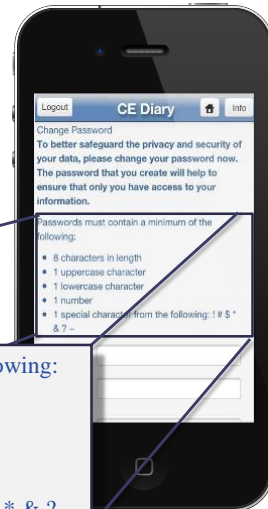 Logout
CE Diary
Info
Change Password
To better safeguard the privacy and security of
your data, please change your password now.
The password that you create will help to
ensure that only you have access to your
information.
Passwords must contain a minimum of the
following:
• 8 characters in length
• 1 uppercase character
• 1 lowercase character
• 1 number
• 1 special character from the following: ! # $ *
& ? ~
owing:
* & ?